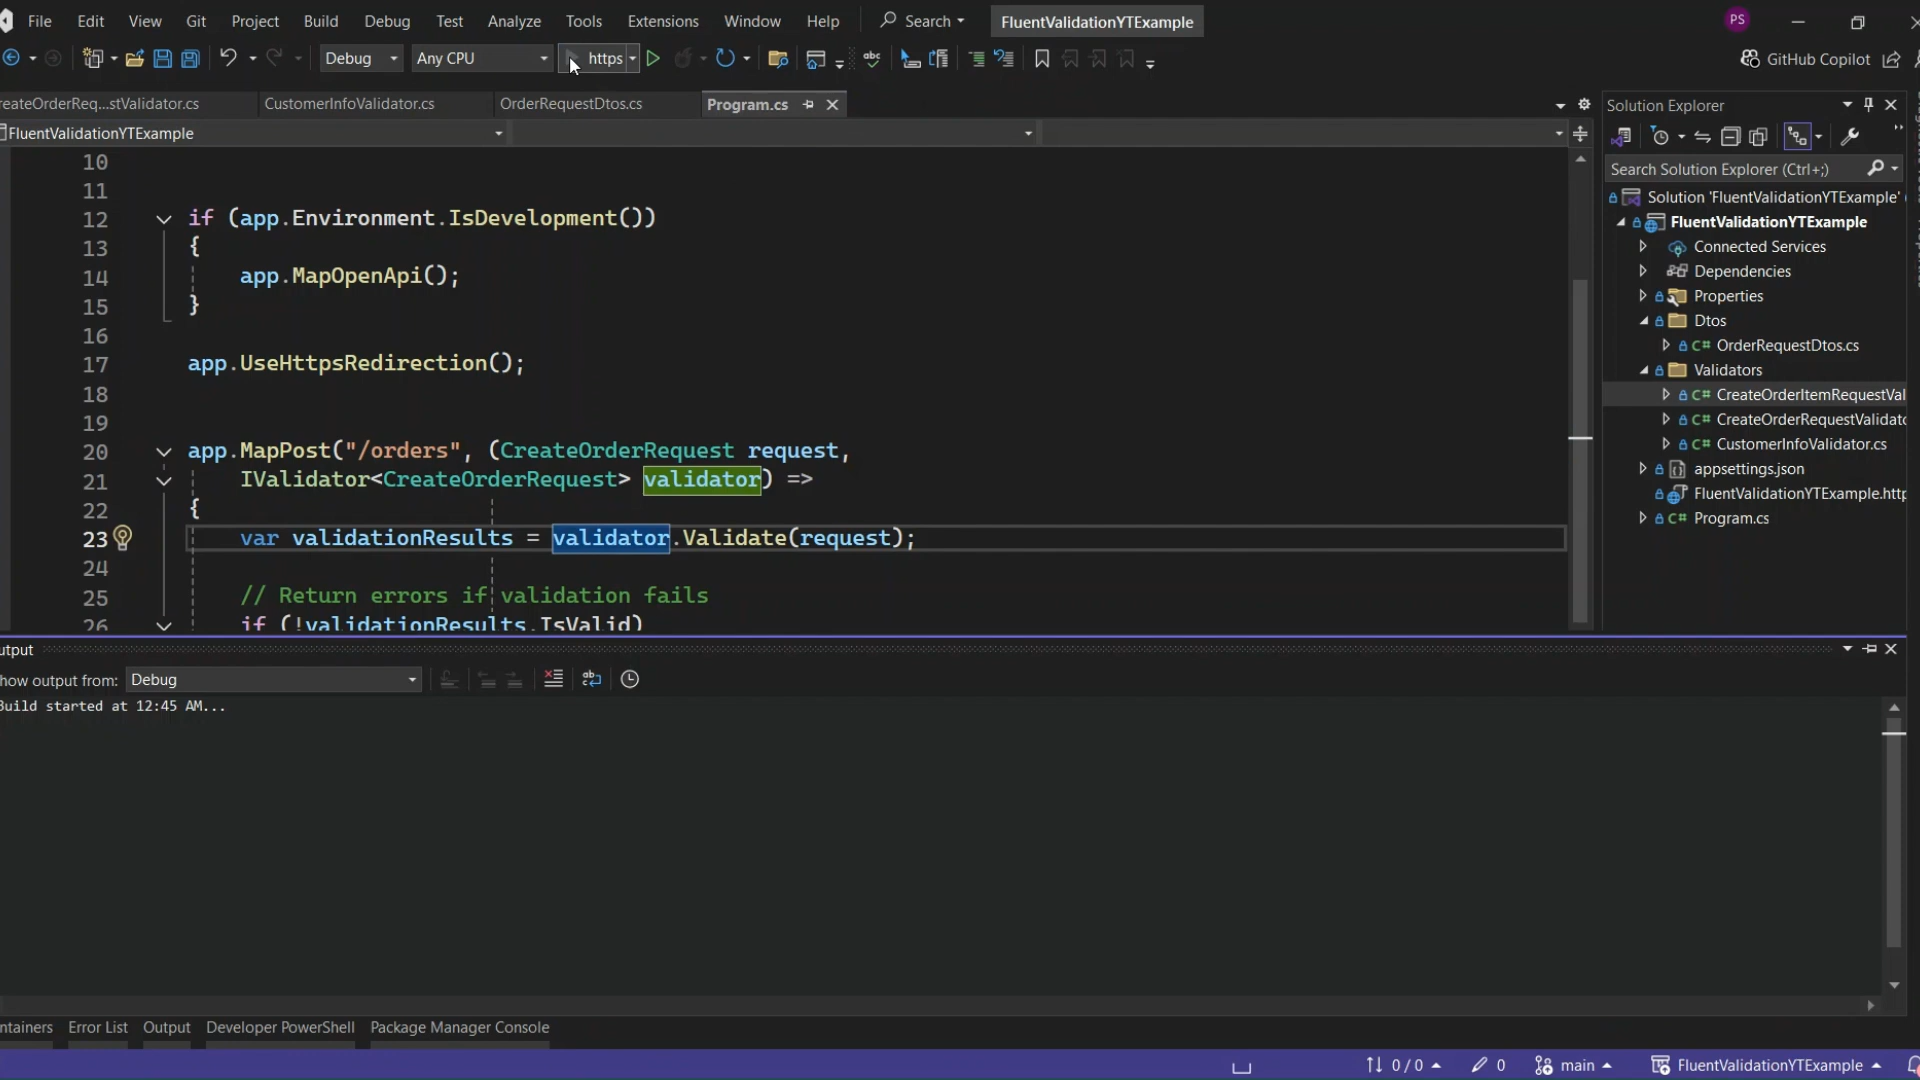 File Edit View Git Project Build Debug Test Analyze Tools Extensions Window Help Search FluentValidationYTExample PS
Debug Any CPU https GitHub Copilot
reateOrderReq...stValidator.cs CustomerInfoValidator.cs OrderRequestDtos.cs Program.cs
FluentValidationYTExample
10
11
12 if (app.Environment.IsDevelopment())
13 {
14 app.MapOpenApi();
15 }
16
17 app.UseHttpsRedirection();
18
19
20 app.MapPost("/orders", (CreateOrderRequest request,
21 IValidator<CreateOrderRequest> validator) =>
22 {
23 var validationResults = validator.Validate(request);
24
25 // Return errors if validation fails
26 if (!validationResults.IsValid)
Solution Explorer
Search Solution Explorer (Ctrl+;)
Solution 'FluentValidationYTExample' (
FluentValidationYTExample
Connected Services
Dependencies
Properties
Dtos
C# OrderRequestDtos.cs
Validators
C# CreateOrderItemRequestVal
C# CreateOrderRequestValidato
C# CustomerInfoValidator.cs
appsettings.json
FluentValidationYTExample.http
C# Program.cs
utput
how output from: Debug
Build started at 12:45 AM...
ntainers Error List Output Developer PowerShell Package Manager Console
0 / 0 0 main FluentValidationYTExample